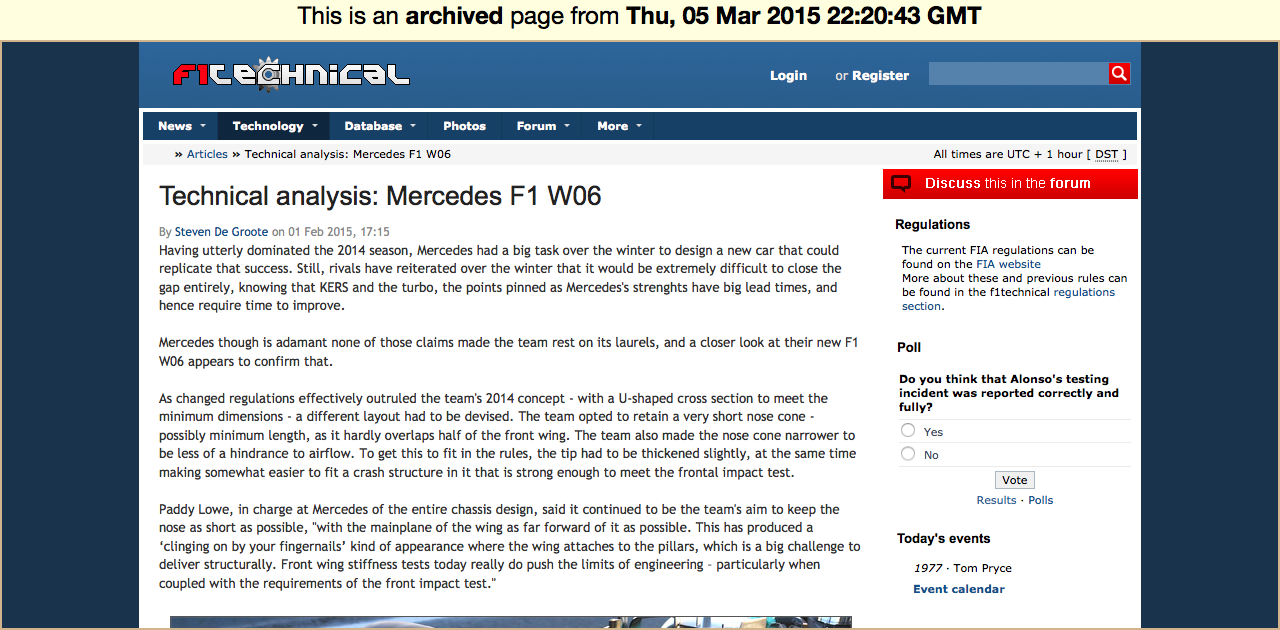 This is an archived page from Thu, 05 Mar 2015 22:20:43 GMT
F1TECHNICAL
Login or Register
News Technology Database Photos Forum More
» Articles » Technical analysis: Mercedes F1 W06
All times are UTC + 1 hour [ DST ]
Technical analysis: Mercedes F1 W06
By Steven De Groote on 01 Feb 2015, 17:15
Having utterly dominated the 2014 season, Mercedes had a big task over the winter to design a new car that could
replicate that success. Still, rivals have reiterated over the winter that it would be extremely difficult to close the
gap entirely, knowing that KERS and the turbo, the points pinned as Mercedes's strenghts have big lead times, and
hence require time to improve.
Mercedes though is adamant none of those claims made the team rest on its laurels, and a closer look at their new F1
W06 appears to confirm that.
As changed regulations effectively outruled the team's 2014 concept - with a U-shaped cross section to meet the
minimum dimensions - a different layout had to be devised. The team opted to retain a very short nose cone -
possibly minimum length, as it hardly overlaps half of the front wing. The team also made the nose cone narrower to
be less of a hindrance to airflow. To get this to fit in the rules, the tip had to be thickened slightly, at the same time
making somewhat easier to fit a crash structure in it that is strong enough to meet the frontal impact test.
Paddy Lowe, in charge at Mercedes of the entire chassis design, said it continued to be the team's aim to keep the
nose as short as possible, "with the mainplane of the wing as far forward of it as possible. This has produced a
‘clinging on by your fingernails’ kind of appearance where the wing attaches to the pillars, which is a big challenge to
deliver structurally. Front wing stiffness tests today really do push the limits of engineering – particularly when
coupled with the requirements of the front impact test."
Discuss this in the forum
Regulations
The current FIA regulations can be
found on the FIA website
More about these and previous rules can
be found in the f1technical regulations
section.
Poll
Do you think that Alonso's testing
incident was reported correctly and
fully?
Yes
No
Vote
Results · Polls
Today's events
1977 · Tom Pryce
Event calendar